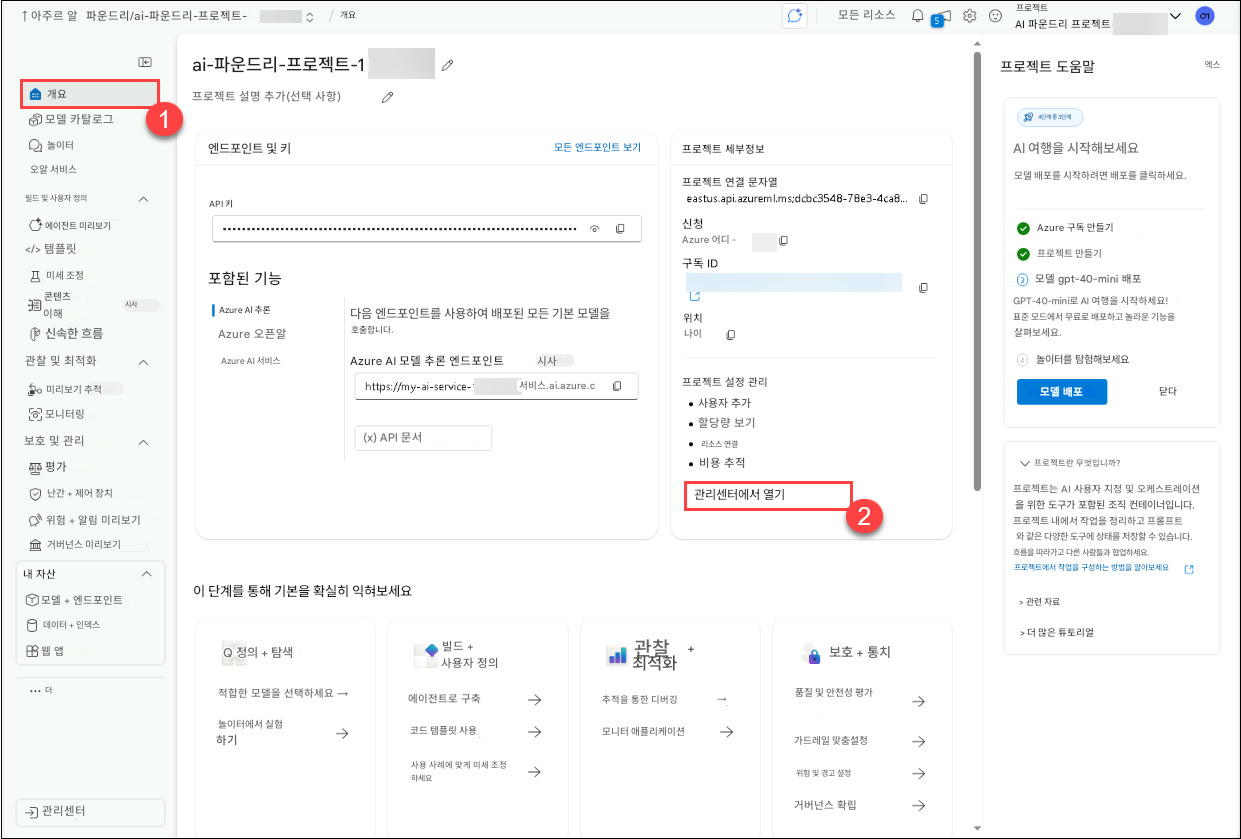 ↑ 아주르 알 파운드리/ai-파운드리-프로젝트- / 개요
모든 리소스
5
프로젝트
AI 파운드리 프로젝트
01
개요
1
모델 카탈로그
놀이터
오알 서비스
빌드 및 사용자 정의
에이전트 미리보기
</> 템플릿
미세 조정
콘텐츠
이해
시사
신속한 흐름
관찰 및 최적화
미리보기 추적
모니터링
보호 및 관리
평가
난간 + 제어 장치
위험 + 알림 미리보기
거버넌스 미리보기
내 자산
모델 + 엔드포인트
데이터 + 인덱스
웹 앱
··· 더
관리센터
ai-파운드리-프로젝트-1
프로젝트 설명 추가(선택 사항)
엔드포인트 및 키
모든 엔드포인트 보기
API 키
포함된 기능
Azure AI 추론
Azure 오픈알
Azure AI 서비스
다음 엔드포인트를 사용하여 배포된 모든 기본 모델을
호출합니다.
Azure AI 모델 추론 엔드포인트
시사
https://my-ai-service- 서비스.ai.azure.c
(x) API 문서
프로젝트 세부정보
프로젝트 연결 문자열
eastus.api.azureml.ms;dcbc3548-78e3-4ca8...
신청
Azure 어디 -
구독 ID
위치
나이
프로젝트 설정 관리
• 사용자 추가
• 할당량 보기
• 리소스 연결
• 비용 추적
관리센터에서 열기
2
이 단계를 통해 기본을 확실히 익혀보세요
정의 + 탐색
적합한 모델을 선택하세요 →
놀이터에서 실험
하기 →
빌드 +
사용자 정의
에이전트로 구축 →
코드 템플릿 사용 →
사용 사례에 맞게 미세 조정
하세요 →
관찰 +
최적화
추적을 통한 디버깅 →
모니터 애플리케이션 →
보호 + 통치
품질 및 안전성 평가 →
가드레일 맞춤설정 →
위험 및 경고 설정 →
거버넌스 확립 →
프로젝트 도움말
엑스
4단계 중 3단계
AI 여행을 시작해보세요
모델 배포를 시작하려면 배포를 클릭하세요.
Azure 구독 만들기
프로젝트 만들기
3 모델 gpt-40-mini 배포
GPT-40-mini로 AI 여행을 시작하세요!
표준 모드에서 무료로 배포하고 놀라운 기능을
살펴보세요.
4 놀이터를 탐험해보세요
모델 배포
닫다
프로젝트란 무엇입니까?
프로젝트는 AI 사용자 지정 및 오케스트레이션
을 위한 도구가 포함된 조직 컨테이너입니다.
프로젝트 내에서 작업을 정리하고 프롬프트
와 같은 다양한 도구에 상태를 저장할 수 있습니다.
흐름을 따라가고 다른 사람들과 협업하세요.
프로젝트에서 작업을 구성하는 방법을 알아보세요
> 관련 자료
> 더 많은 튜토리얼